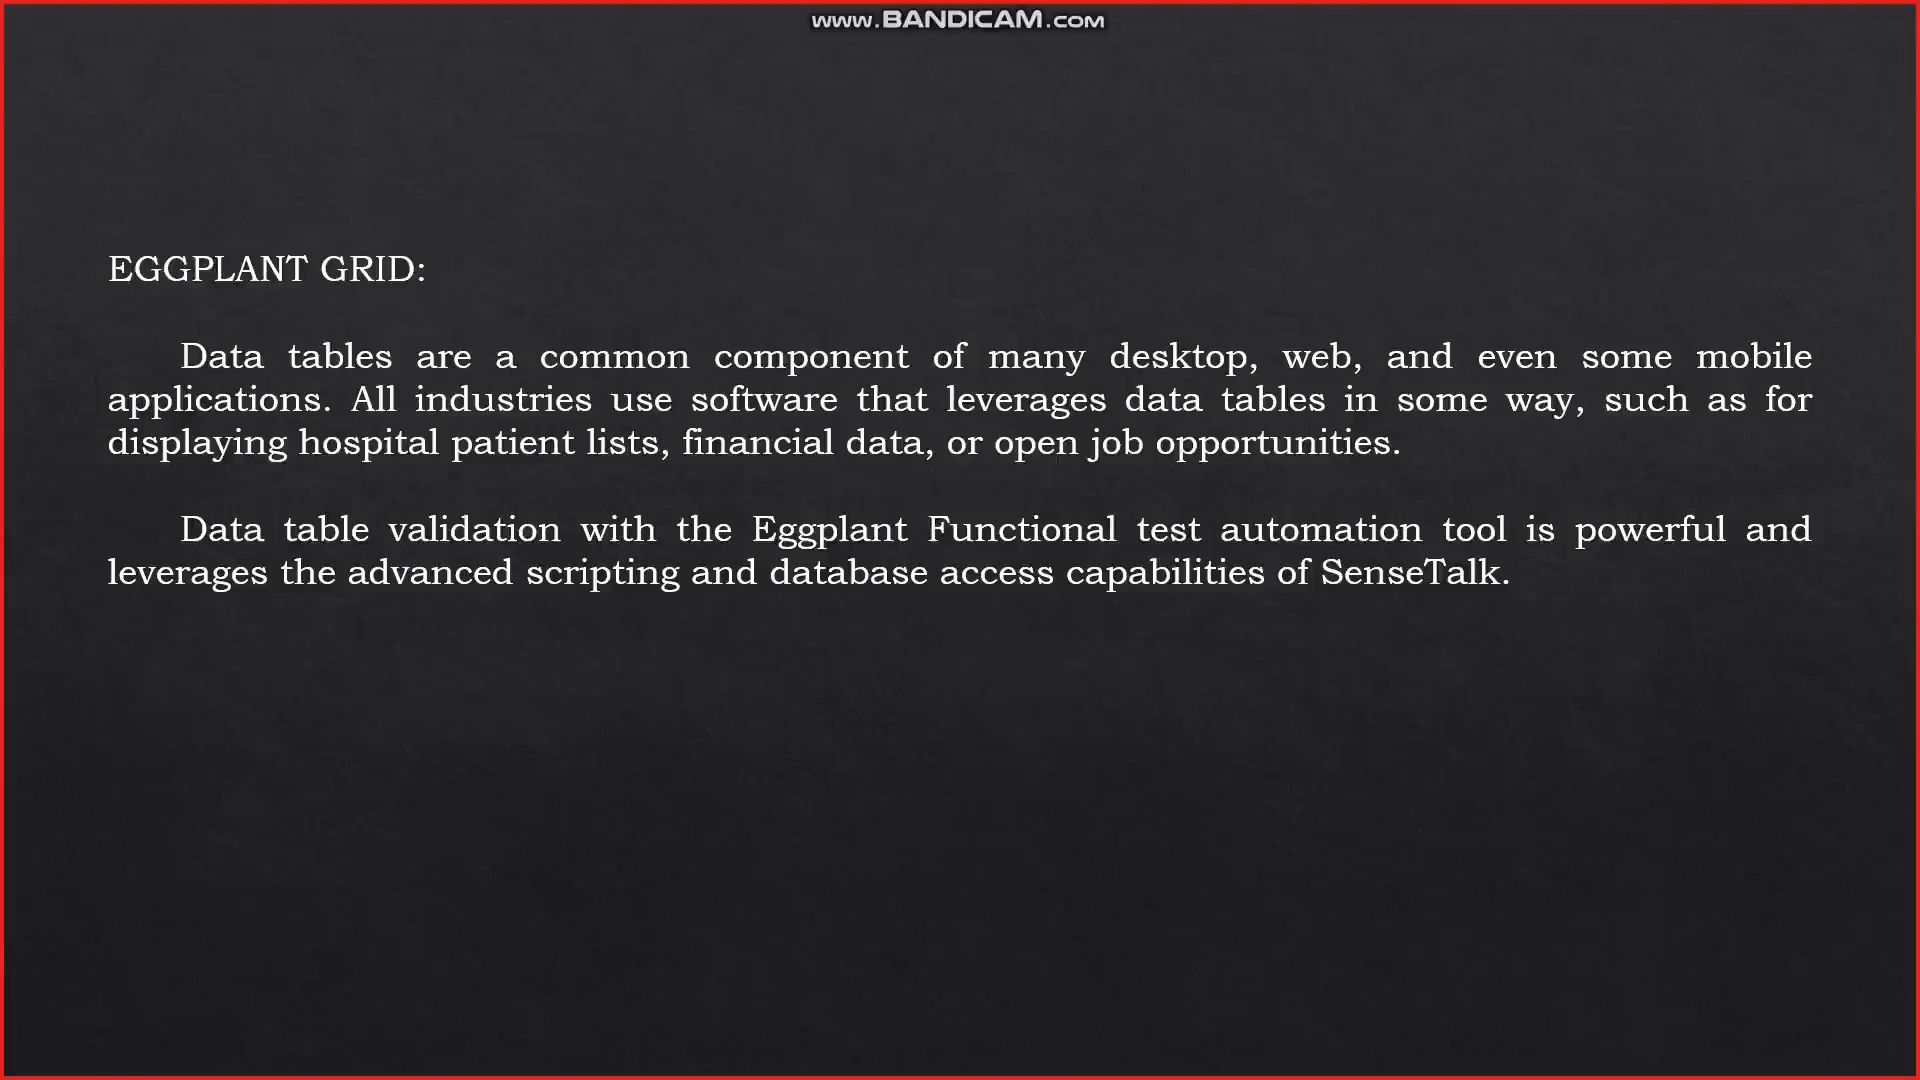 www.BANDICAM.com
EGGPLANT GRID:
Data tables are a common component of many desktop, web, and even some mobile
applications. All industries use software that leverages data tables in some way, such as for
displaying hospital patient lists, financial data, or open job opportunities.
Data table validation with the Eggplant Functional test automation tool is powerful and
leverages the advanced scripting and database access capabilities of SenseTalk.